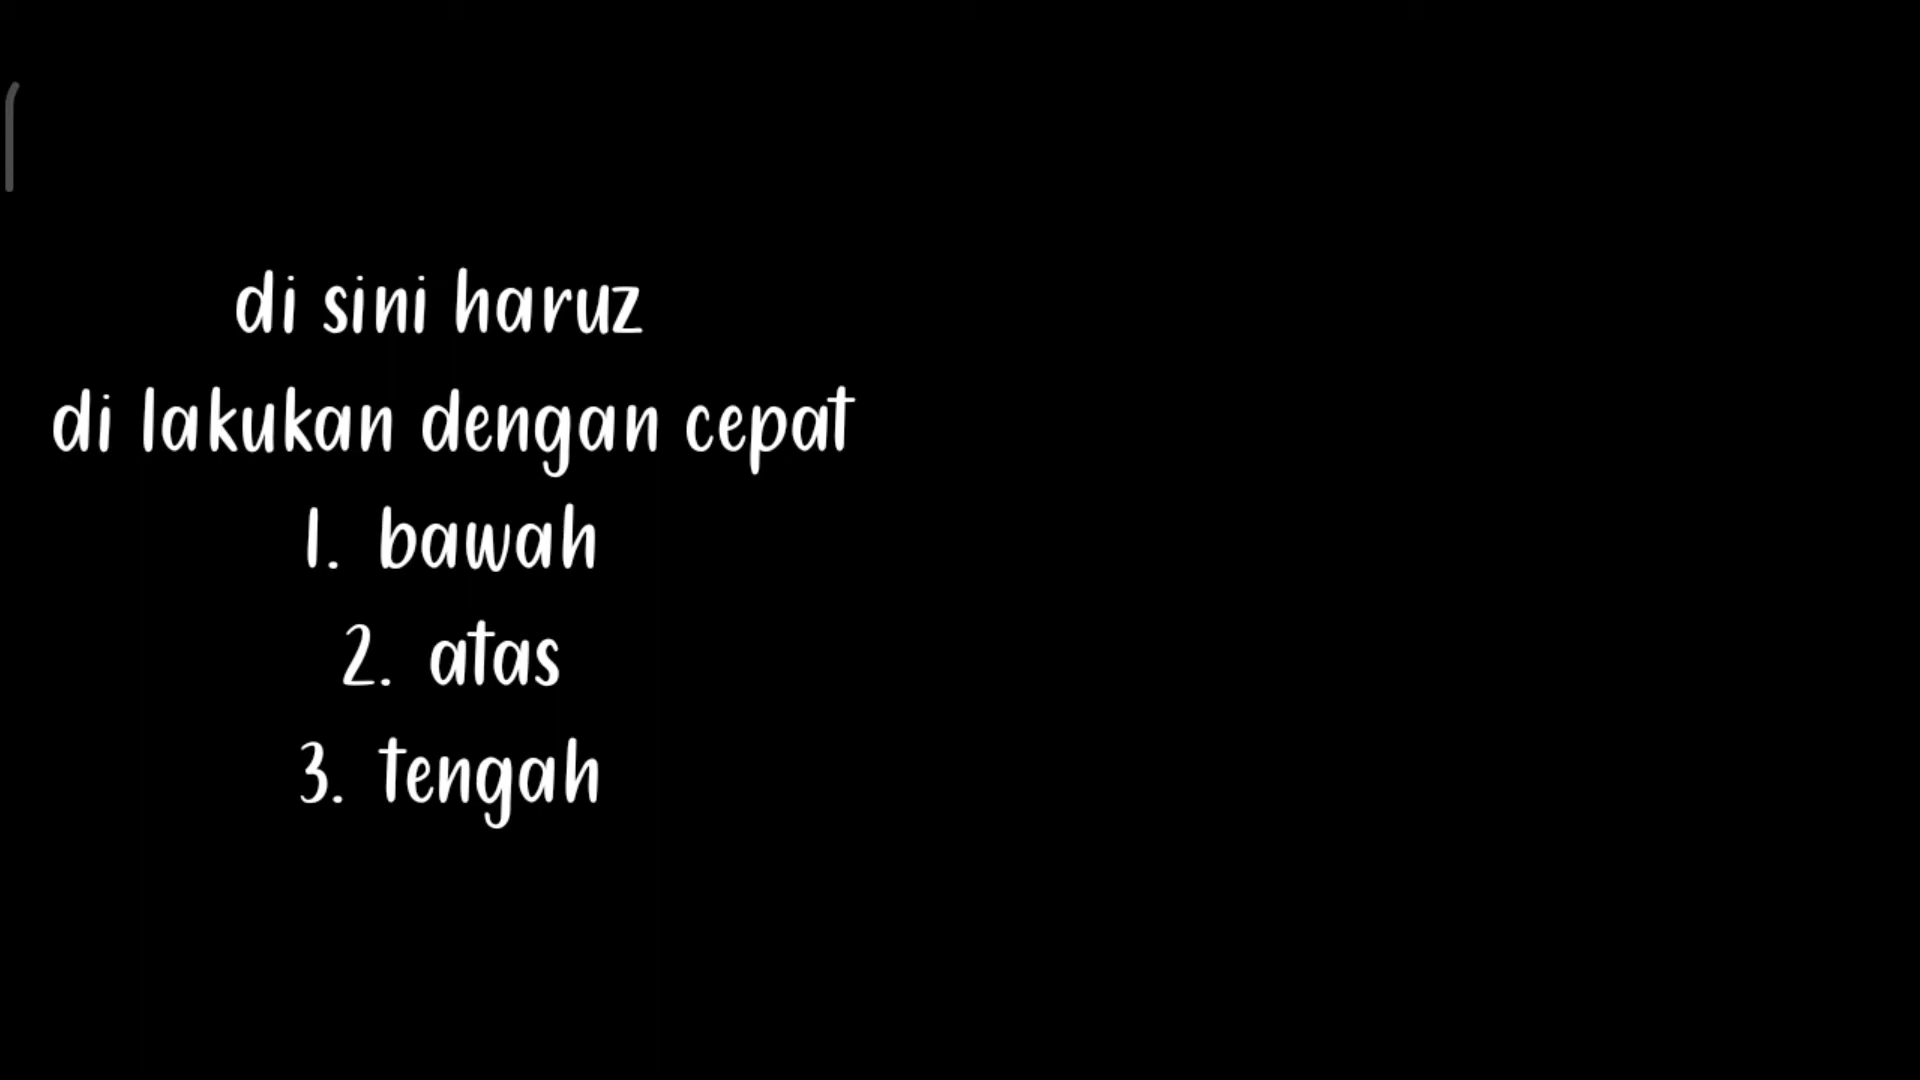 di sini haruz
di lakukan dengan cepat
1. bawah
2. atas
3. tengah